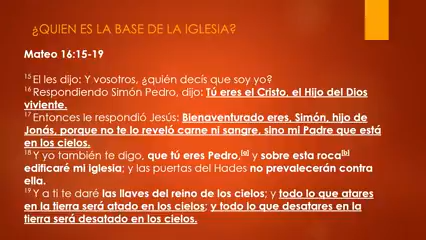 ¿QUIEN ES LA BASE DE LA IGLESIA?
Mateo 16:15-19
15 El les dijo: Y vosotros, ¿quién decís que soy yo?
16 Respondiendo Simón Pedro, dijo: Tú eres el Cristo, el Hijo del Dios
viviente.
17 Entonces le respondió Jesús: Bienaventurado eres, Simón, hijo de
Jonás, porque no te lo reveló carne ni sangre, sino mi Padre que está
en los cielos.
18 Y yo también te digo, que tú eres Pedro,[a] y sobre esta roca[b]
edificaré mi iglesia; y las puertas del Hades no prevalecerán contra
ella.
19 Y a ti te daré las llaves del reino de los cielos; y todo lo que atares
en la tierra será atado en los cielos; y todo lo que desatares en la
tierra será desatado en los cielos.